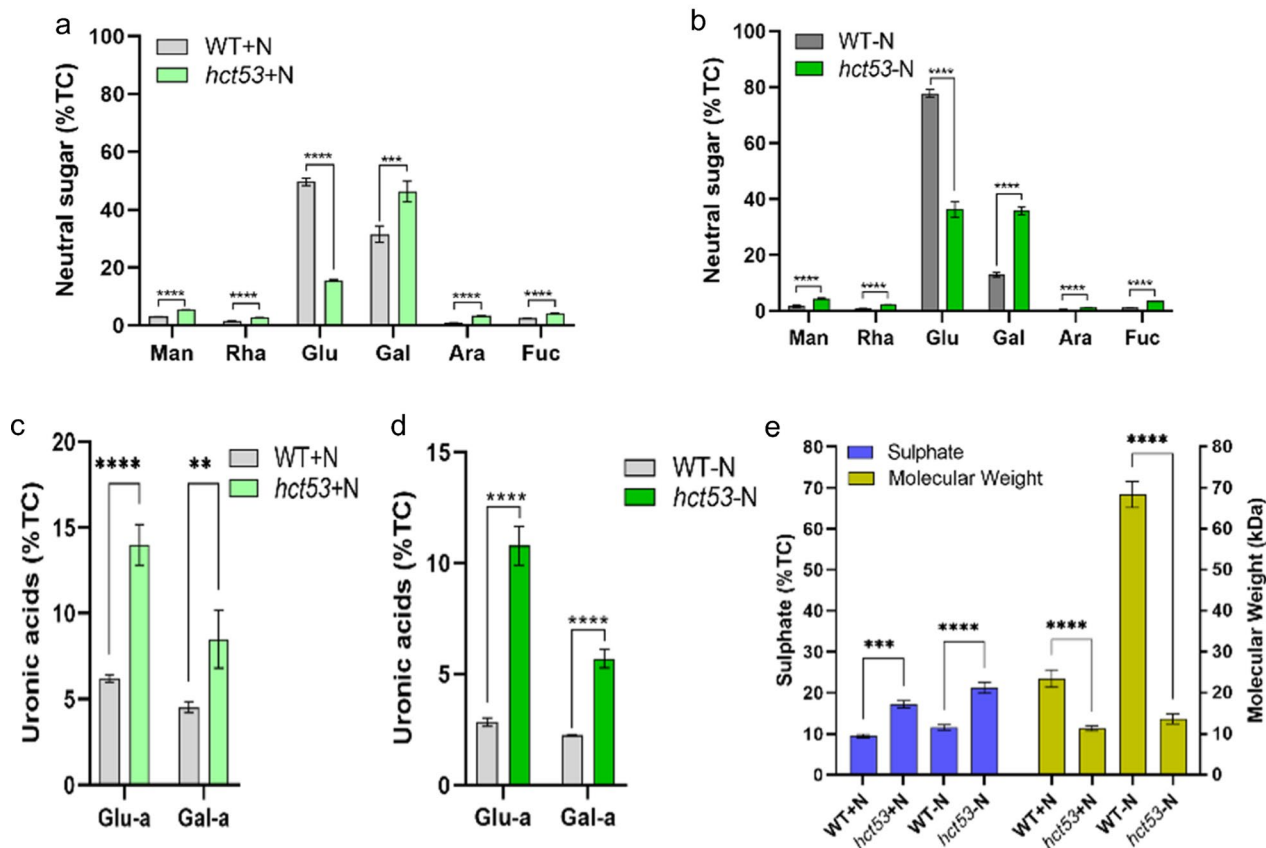 a
Neutral sugar (%TC)
100
80
60
40
20
0
WT+N
hct53+N
****
****
****
***
****
****
Man Rha Glu Gal Ara Fuc
b
Neutral sugar (%TC)
100
80
60
40
20
0
WT-N
hct53-N
****
****
****
****
****
****
Man Rha Glu Gal Ara Fuc
c
Uronic acids (%TC)
20
15
10
5
0
WT+N
hct53+N
****
**
Glu-a Gal-a
d
Uronic acids (%TC)
15
10
5
0
WT-N
hct53-N
****
****
Glu-a Gal-a
e
Sulphate (%TC)
80
70
60
50
40
30
20
10
0
Sulphate
Molecular Weight
***
****
****
****
WT+N hct53+N WT-N hct53-N WT+N hct53+N WT-N hct53-N
80
70
60
50
40
30
20
10
0
Molecular Weight (kDa)